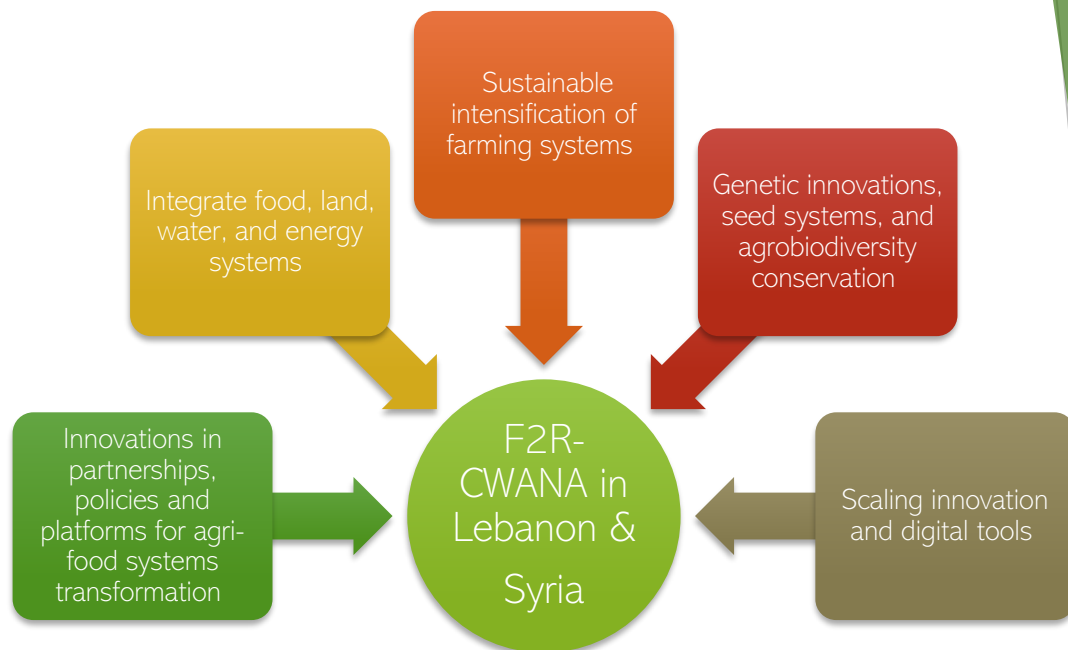 Sustainable
intensification of
farming systems
Integrate food, land,
water, and energy
systems
Genetic innovations,
seed systems, and
agrobiodiversity
conservation
Innovations in
partnerships,
policies and
platforms for agri-
food systems
transformation
F2R-
CWANA in
Lebanon &
Syria
Scaling innovation
and digital tools